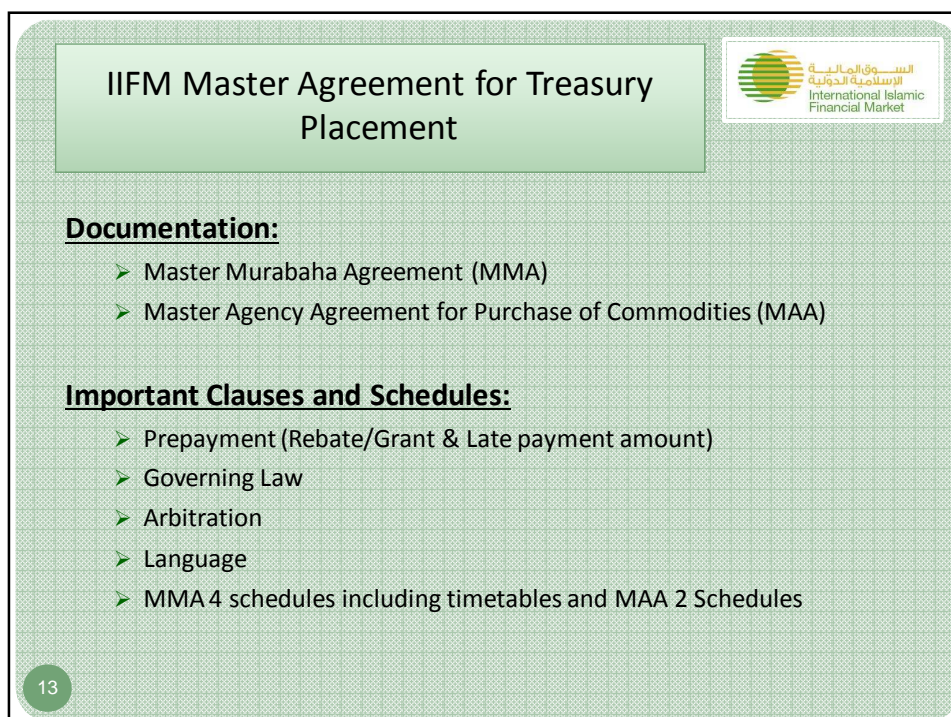 IIFM Master Agreement for Treasury
Placement
السوق المالية
الإسلامية الدولية
International Islamic
Financial Market
Documentation:
➢ Master Murabaha Agreement (MMA)
➢ Master Agency Agreement for Purchase of Commodities (MAA)
Important Clauses and Schedules:
➢ Prepayment (Rebate/Grant & Late payment amount)
➢ Governing Law
➢ Arbitration
➢ Language
➢ MMA 4 schedules including timetables and MAA 2 Schedules
13